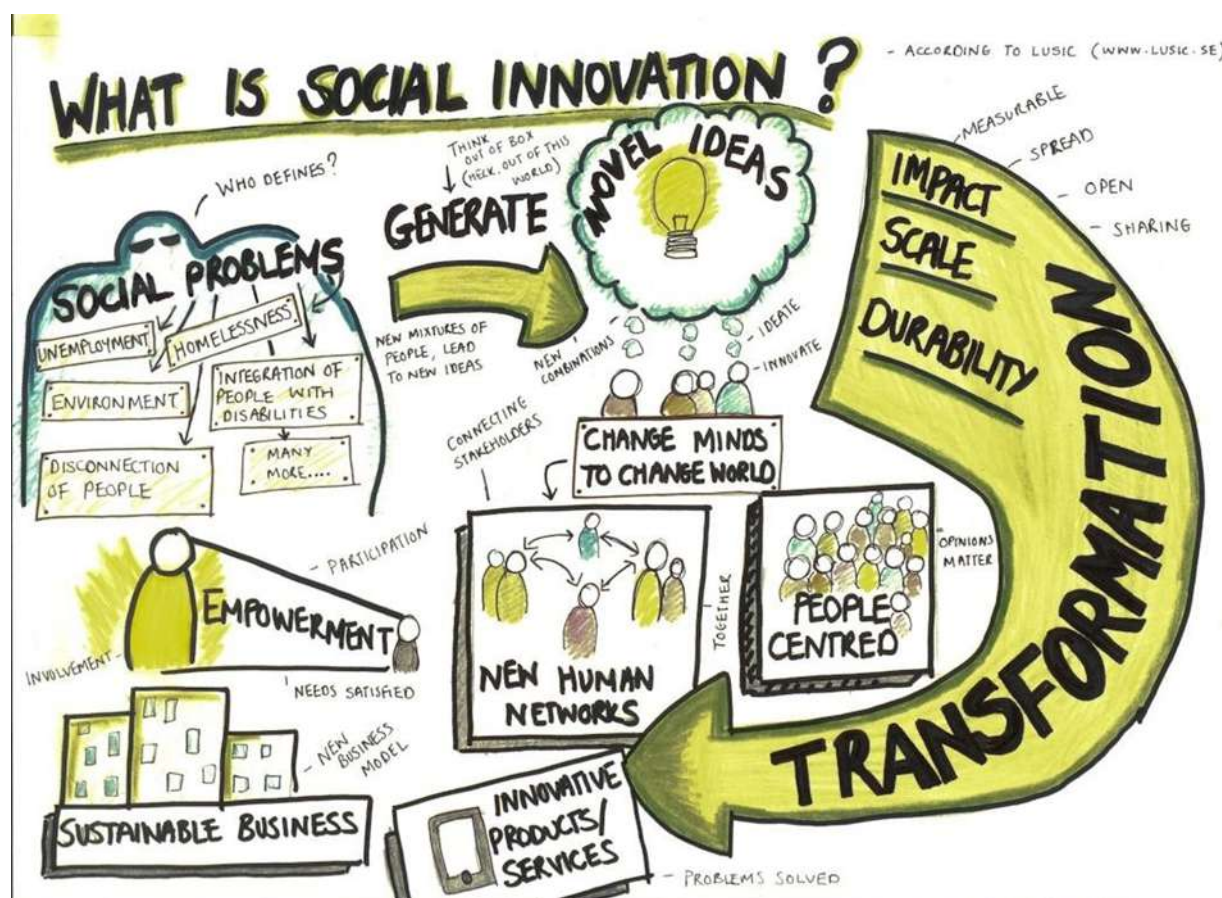 WHAT IS SOCIAL INNOVATION?
- ACCORDING TO LUSIC (WWW.LUSIC.SE)
WHO DEFINES?
SOCIAL PROBLEMS
UNEMPLOYMENT
HOMELESSNESS
ENVIRONMENT
INTEGRATION OF
PEOPLE WITH
DISABILITIES
DISCONNECTION
OF PEOPLE
MANY
MORE....
THINK
OUT OF BOX
(HECK, OUT OF THIS
WORLD)
GENERATE
NEW MIXTURES OF
PEOPLE, LEAD
TO NEW IDEAS
NOVEL IDEAS
NEW
COMBINATIONS
- IDEATE
- INNOVATE
CHANGE MINDS
TO CHANGE WORLD
CONNECTING
STAKEHOLDERS
NEW HUMAN
NETWORKS
TOGETHER
PEOPLE
CENTRED
OPINIONS
MATTER
IMPACT
SCALE
DURABILITY
- MEASURABLE
- SPREAD
- OPEN
- SHARING
TRANSFORMATION
- PARTICIPATION
EMPOWERMENT
INVOLVEMENT -
NEEDS SATISFIED
- NEW
BUSINESS
MODEL
SUSTAINABLE BUSINESS
INNOVATIVE
PRODUCTS/
SERVICES
- PROBLEMS SOLVED